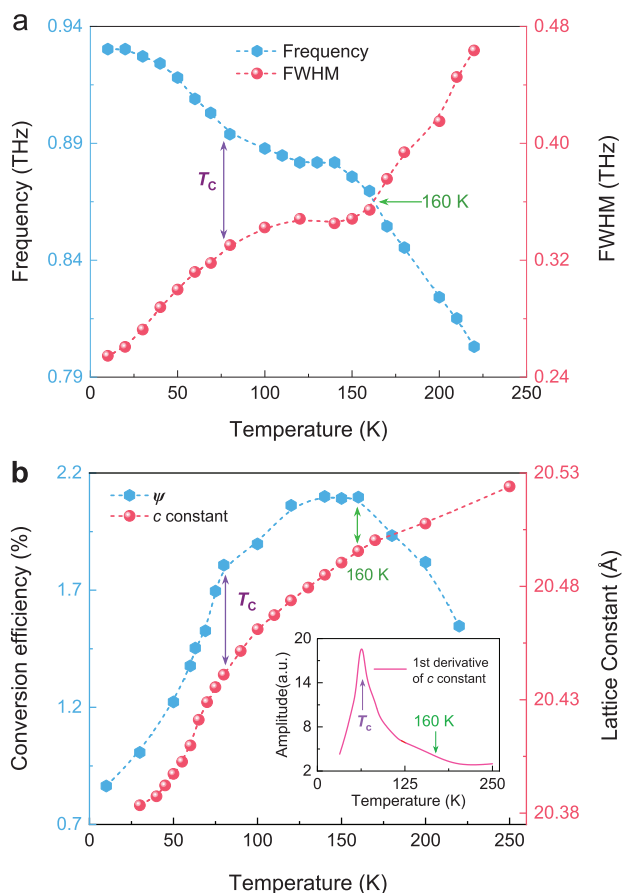 a
0.94
0.89
0.84
0.79
Frequency (THz)
Frequency
FWHM
T_C
160 K
0.48
0.40
0.32
0.24
FWHM (THz)
0 50 100 150 200 250
Temperature (K)
b
2.2
1.7
1.2
0.7
Conversion efficiency (%)
ψ
c constant
T_C
160 K
20.53
20.48
20.43
20.38
Lattice Constant (Å)
20
14
8
2
Amplitude(a.u.)
1st derivative
of c constant
T_C
160 K
0 125 250
Temperature (K)
0 50 100 150 200 250
Temperature (K)